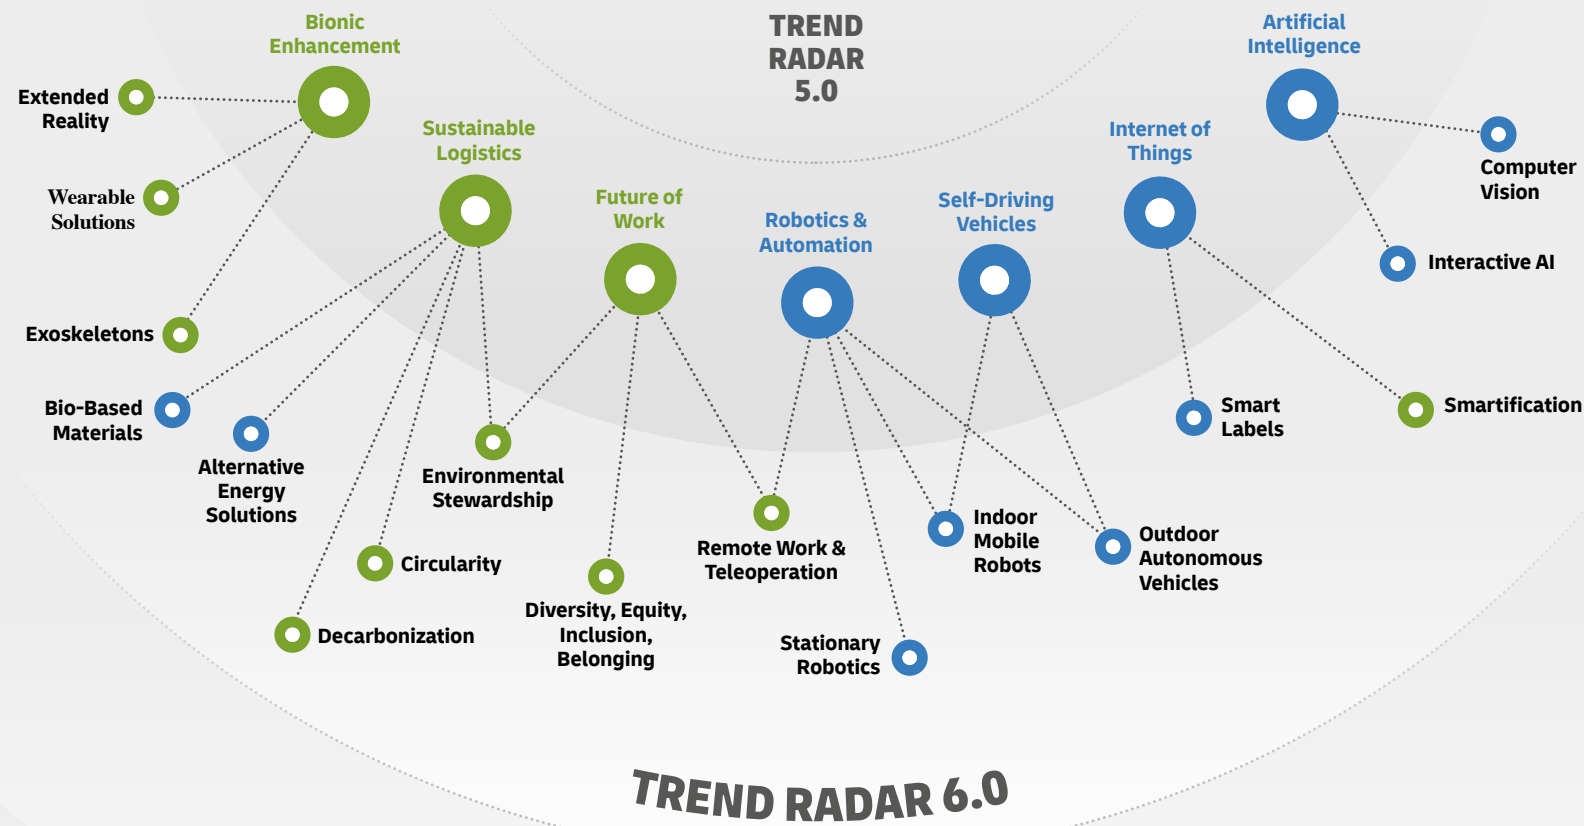 TREND
RADAR
5.0
Bionic
Enhancement
Artificial
Intelligence
Extended
Reality
Sustainable
Logistics
Internet of
Things
Computer
Vision
Wearable
Solutions
Future of
Work
Robotics &
Automation
Self-Driving
Vehicles
Interactive AI
Exoskeletons
Bio-Based
Materials
Smart
Labels
Smartification
Alternative
Energy
Solutions
Environmental
Stewardship
Remote Work &
Teleoperation
Indoor
Mobile
Robots
Outdoor
Autonomous
Vehicles
Circularity
Diversity, Equity,
Inclusion,
Belonging
Decarbonization
Stationary
Robotics
TREND RADAR 6.0